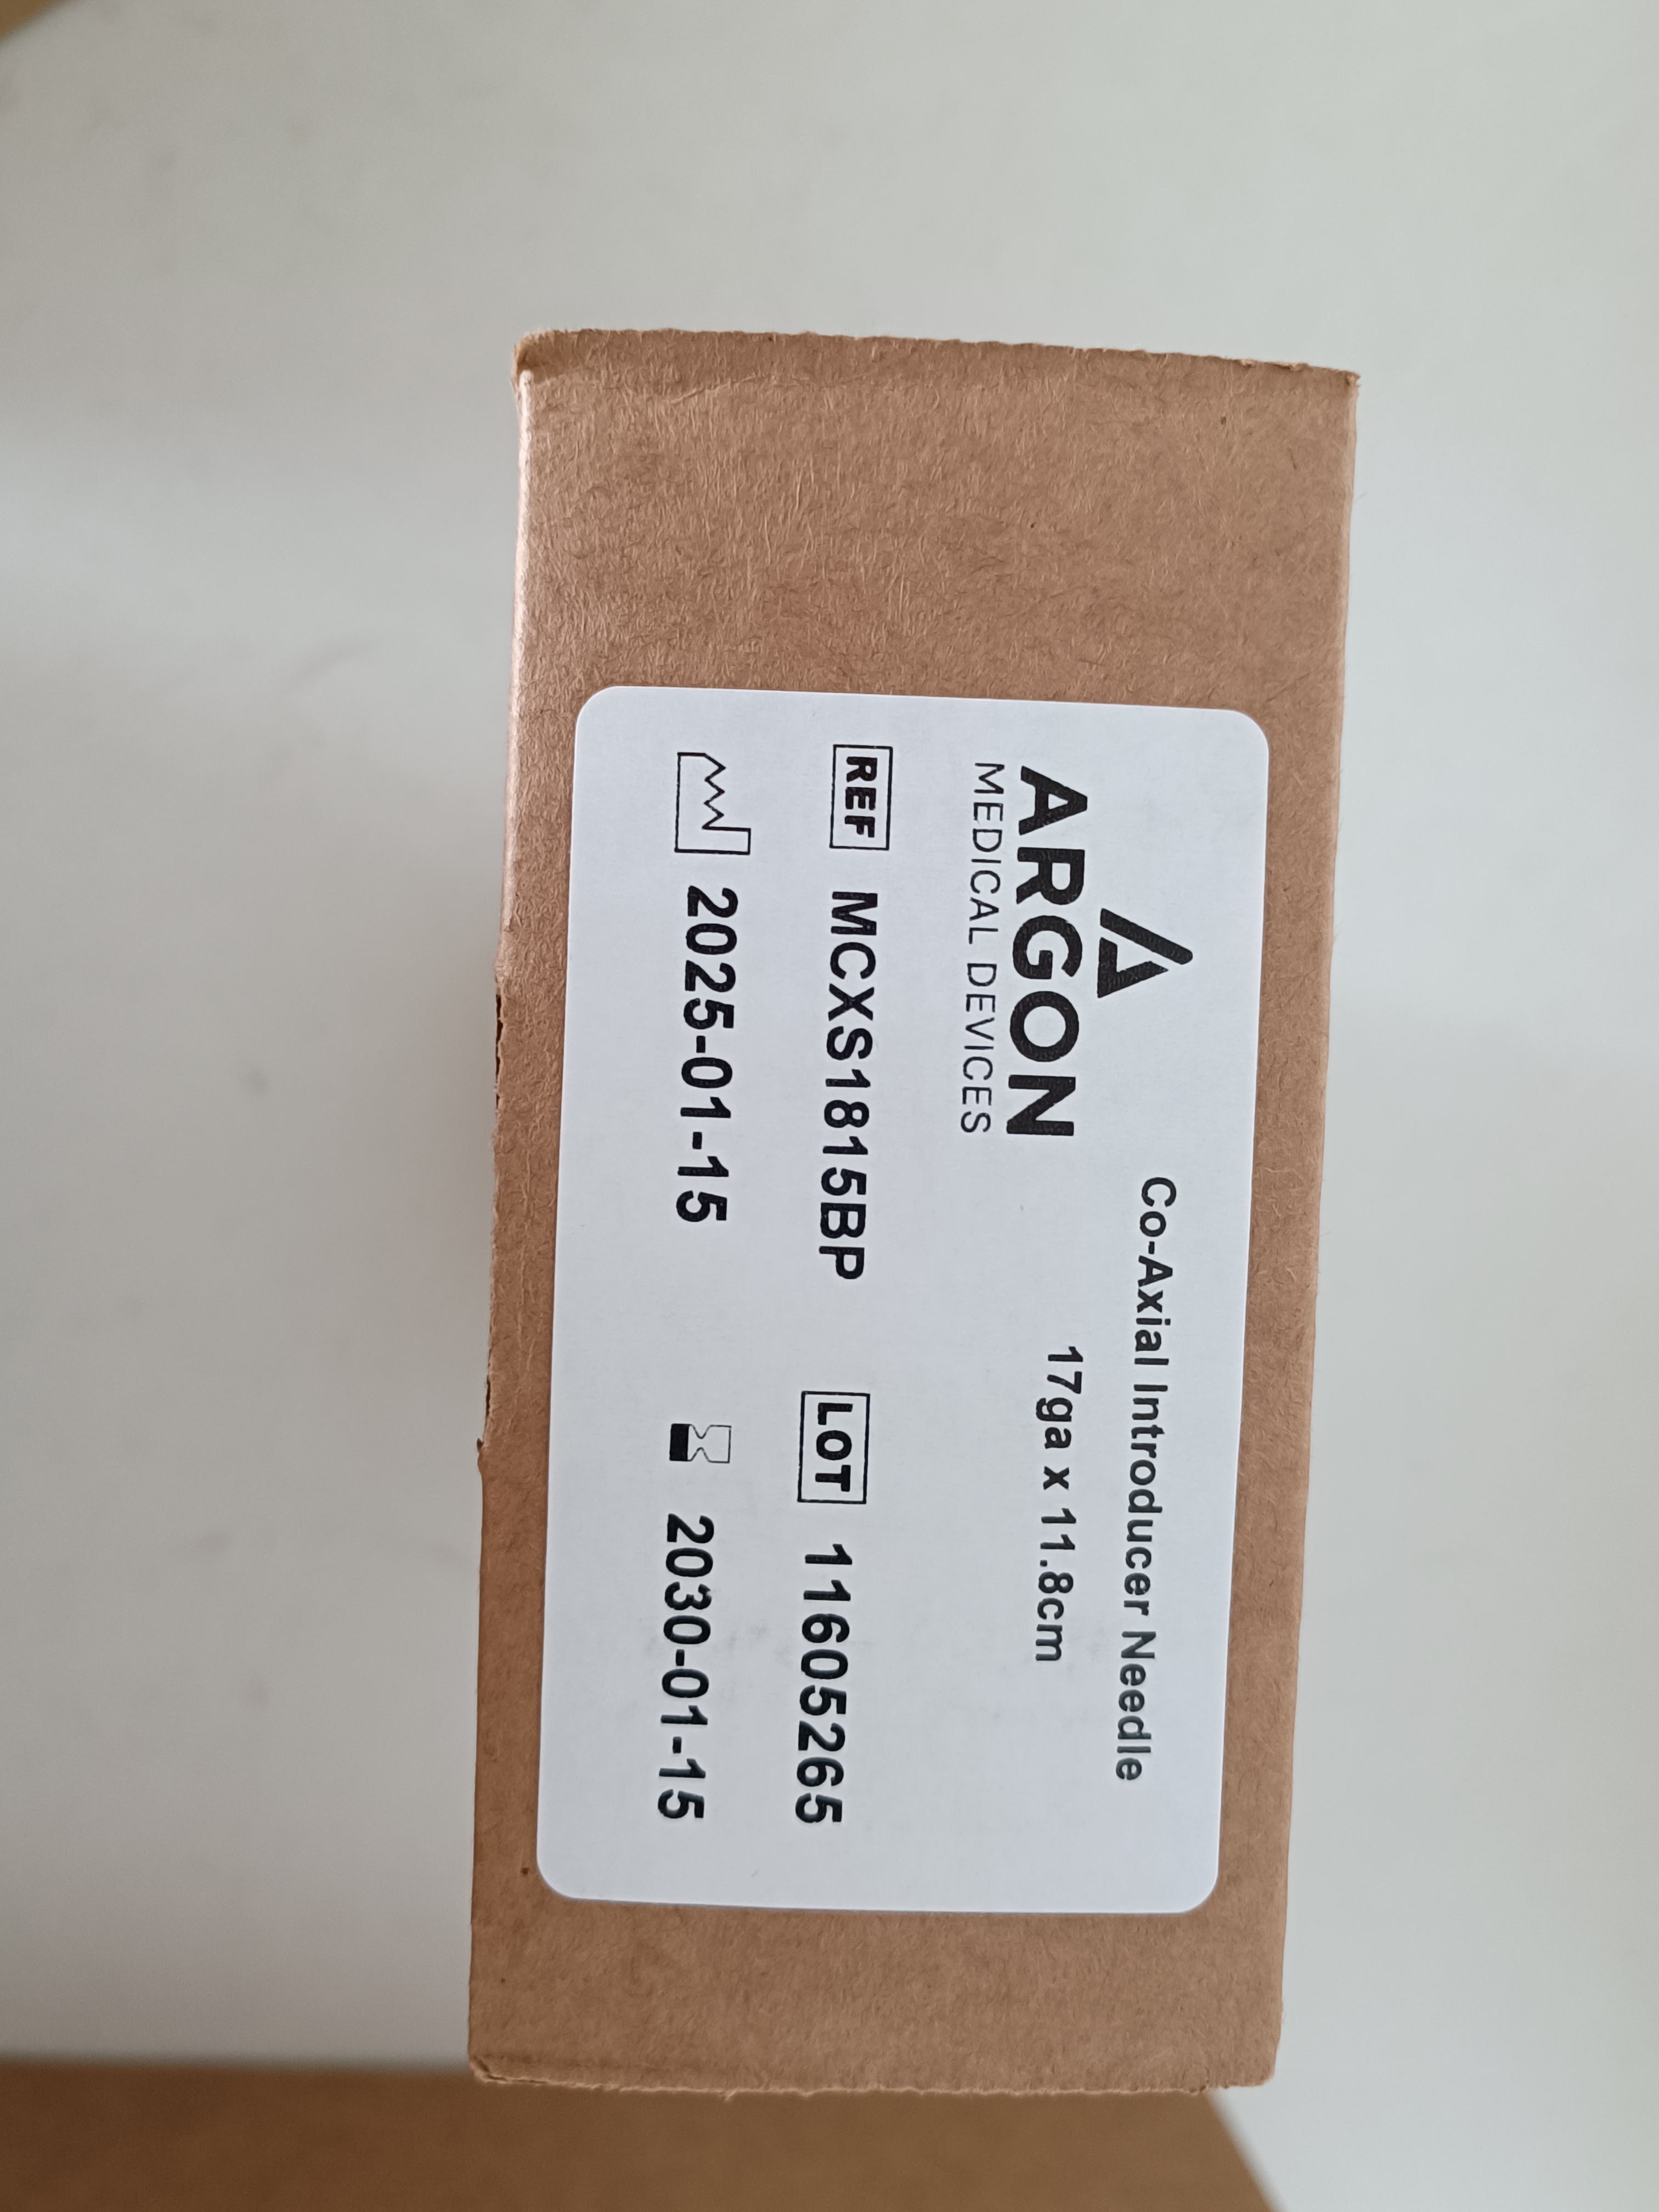 ARGON
MEDICAL DEVICES
Co-Axial Introducer Needle
17ga x 11.8cm
REF MCXS1815BP
LOT 11605265
2025-01-15
2030-01-15